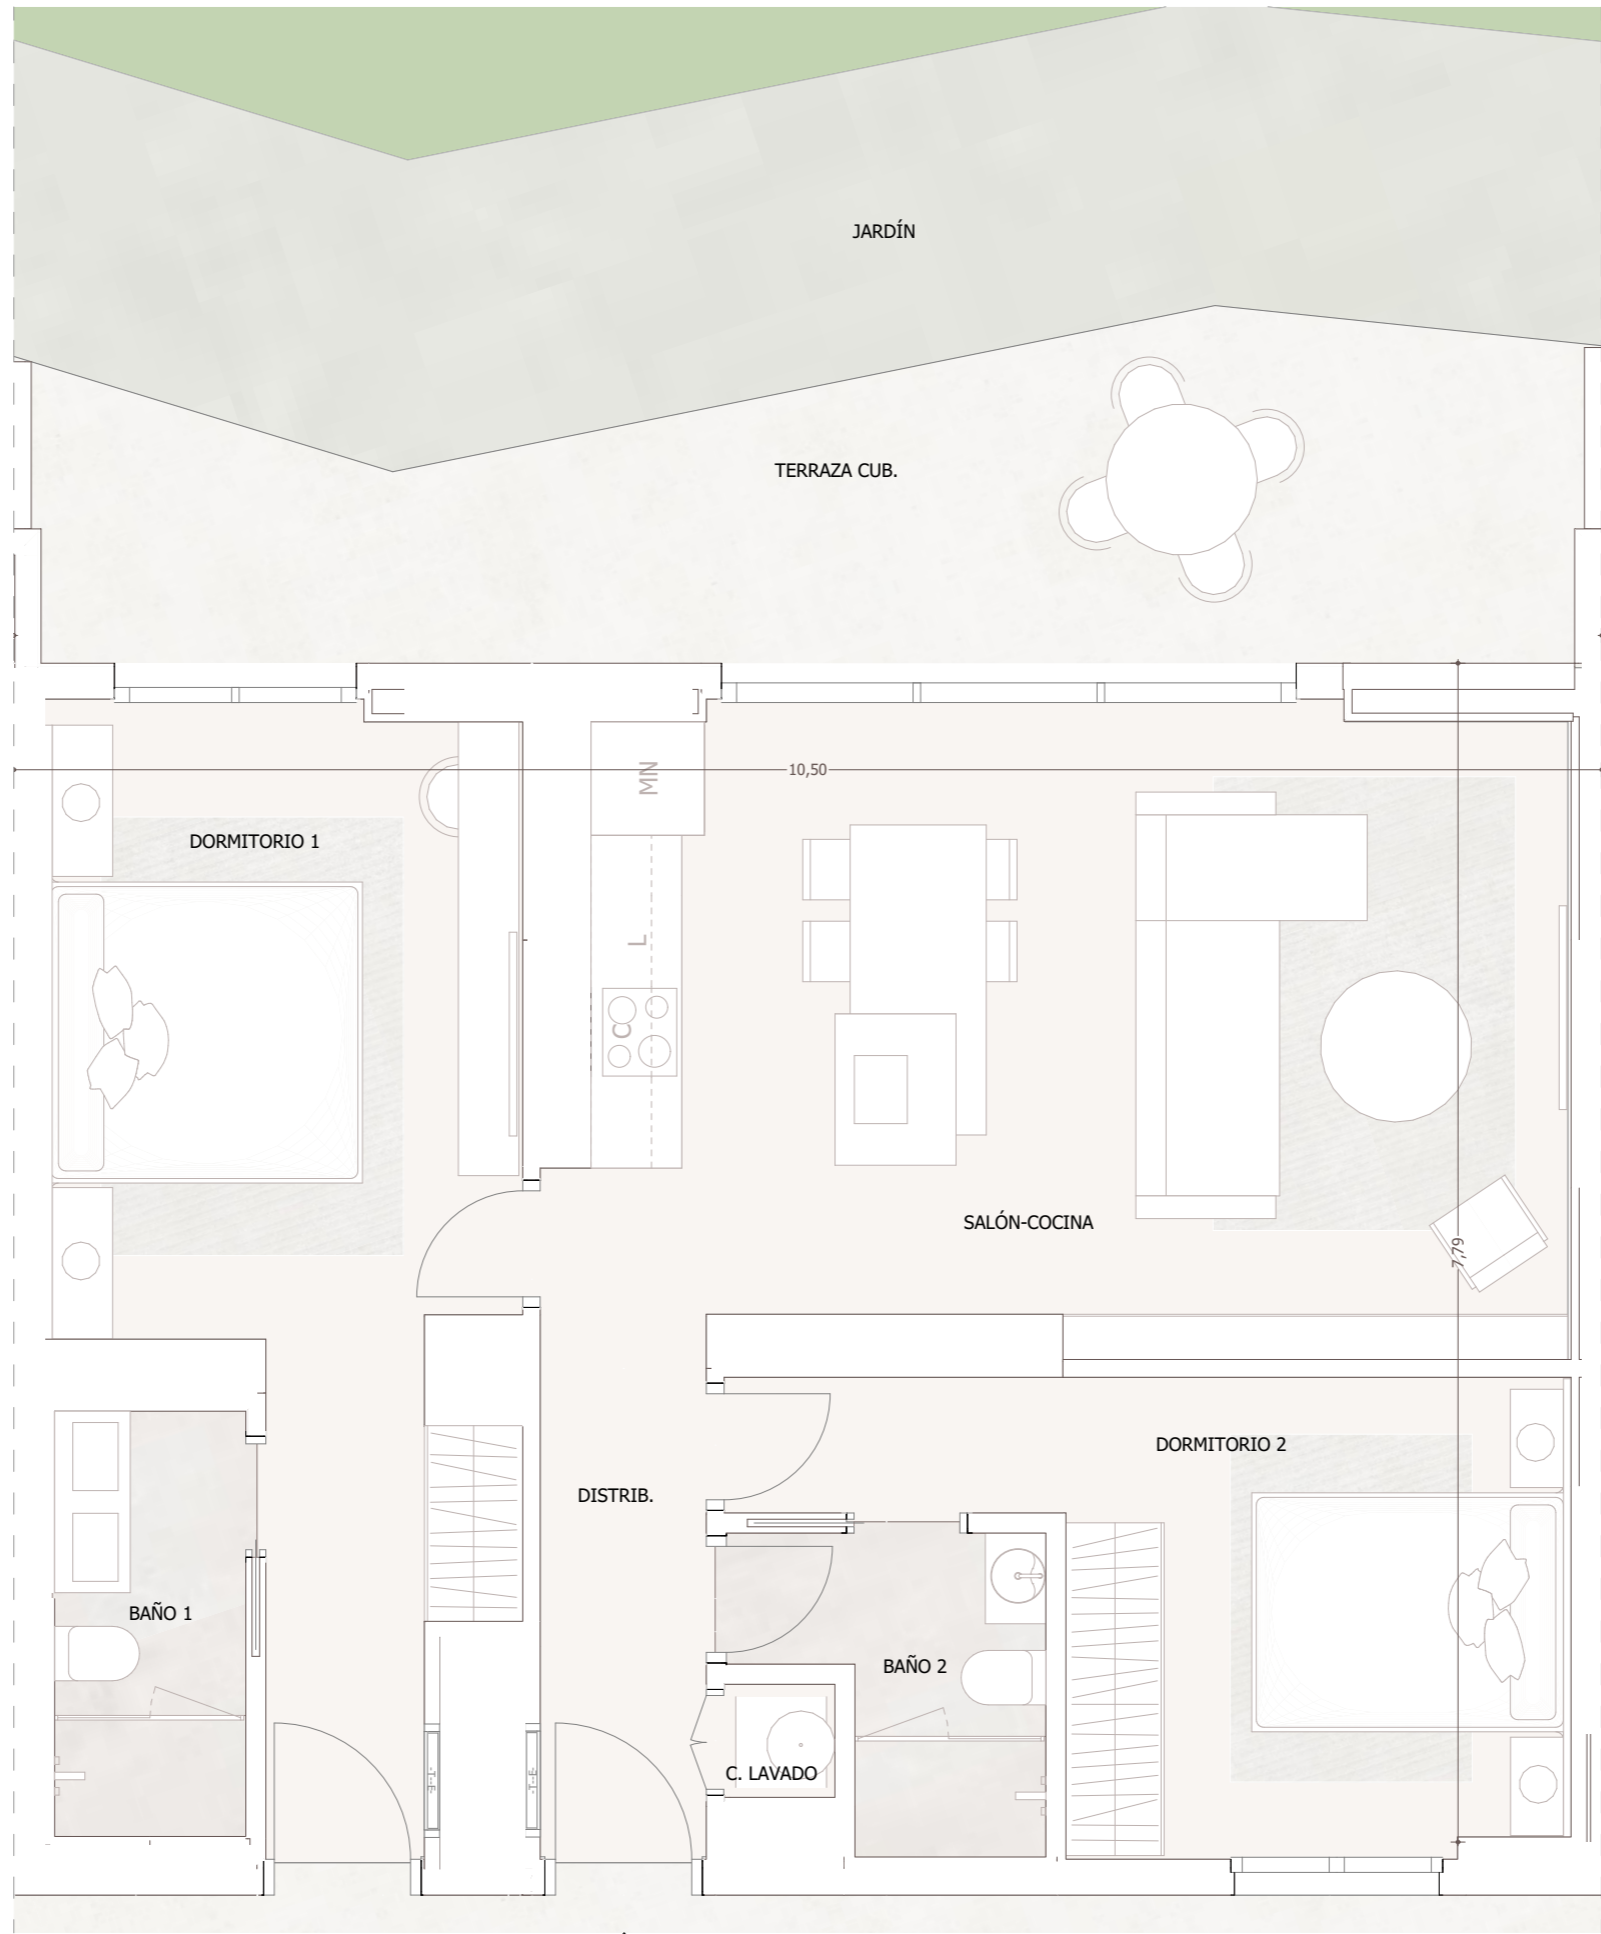 JARDÍN
TERRAZA CUB.
10,50
MN
DORMITORIO 1
L
C
SALÓN-COCINA
7,79
DORMITORIO 2
DISTRIB.
BAÑO 1
BAÑO 2
C. LAVADO